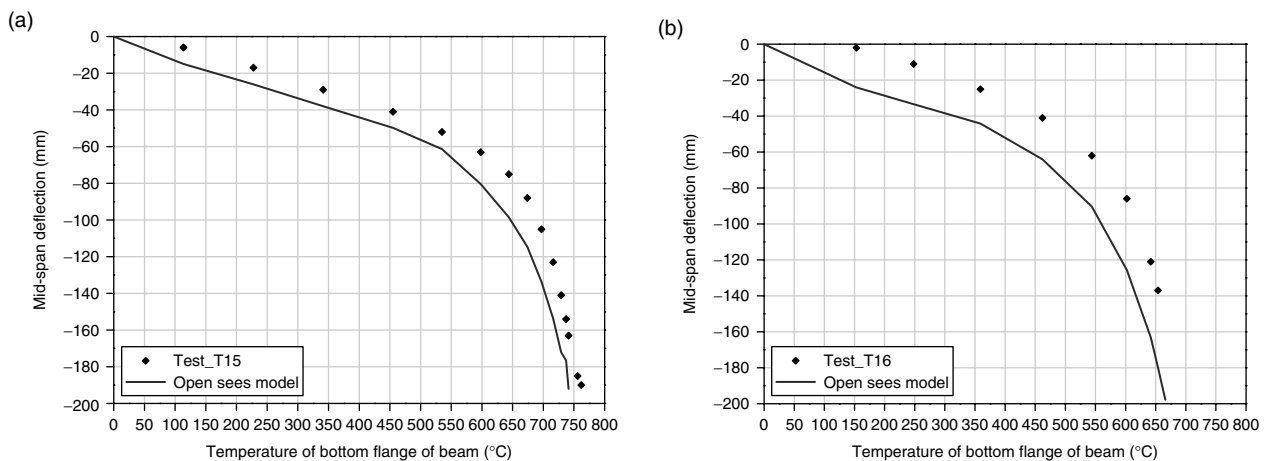 (a)
0
−20
−40
−60
−80
−100
−120
−140
−160
−180
−200
Mid-span deflection (mm)
Test_T15
Open sees model
0 50 100 150 200 250 300 350 400 450 500 550 600 650 700 750 800
Temperature of bottom flange of beam (°C)
(b)
0
−20
−40
−60
−80
−100
−120
−140
−160
−180
−200
Mid-span deflection (mm)
Test_T16
Open sees model
0 50 100 150 200 250 300 350 400 450 500 550 600 650 700 750 800
Temperature of bottom flange of beam (°C)